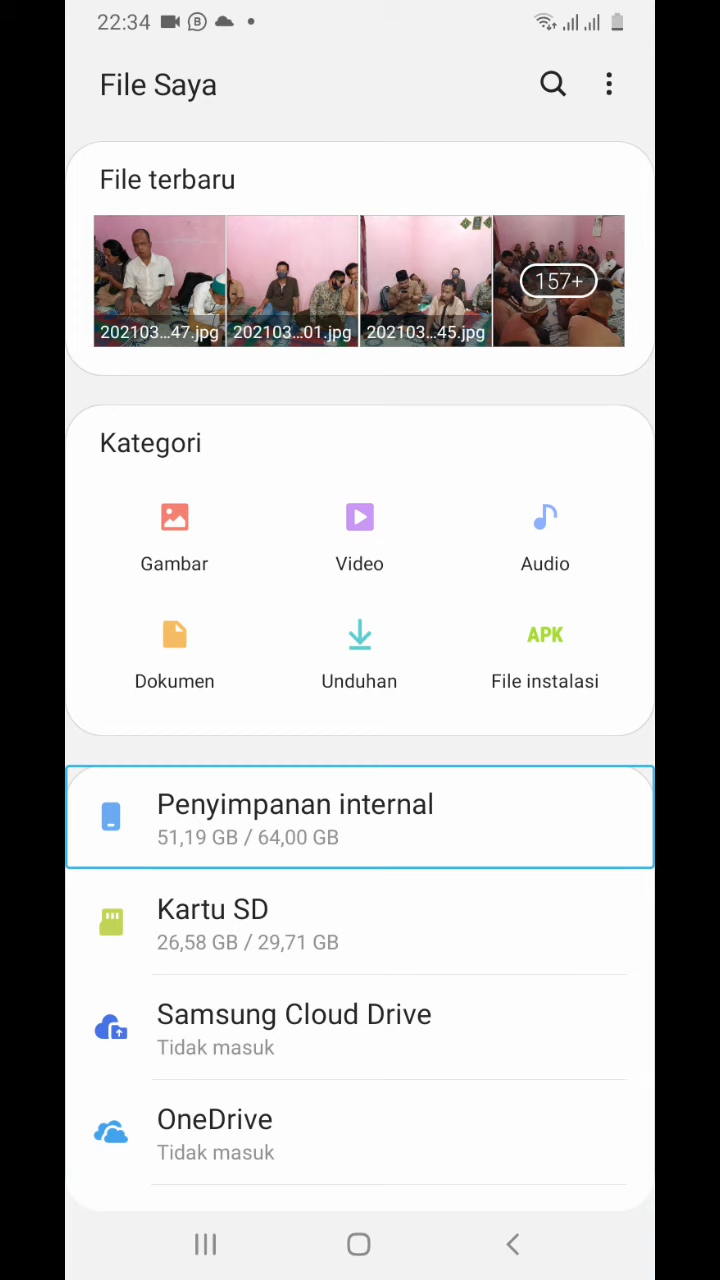 22:34
File Saya
File terbaru
202103...47.jpg
202103...01.jpg
202103...45.jpg
157+
Kategori
Gambar
Video
Audio
APK
Dokumen
Unduhan
File instalasi
Penyimpanan internal
51,19 GB / 64,00 GB
Kartu SD
26,58 GB / 29,71 GB
Samsung Cloud Drive
Tidak masuk
OneDrive
Tidak masuk